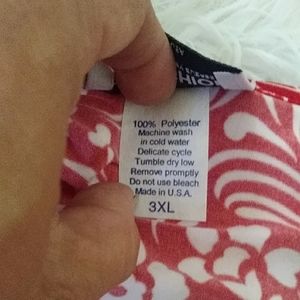 100% Polyester
Machine wash
in cold water
Delicate cycle
Tumble dry low
Remove promptly
Do not use bleach
Made in U.S.A.
3XL